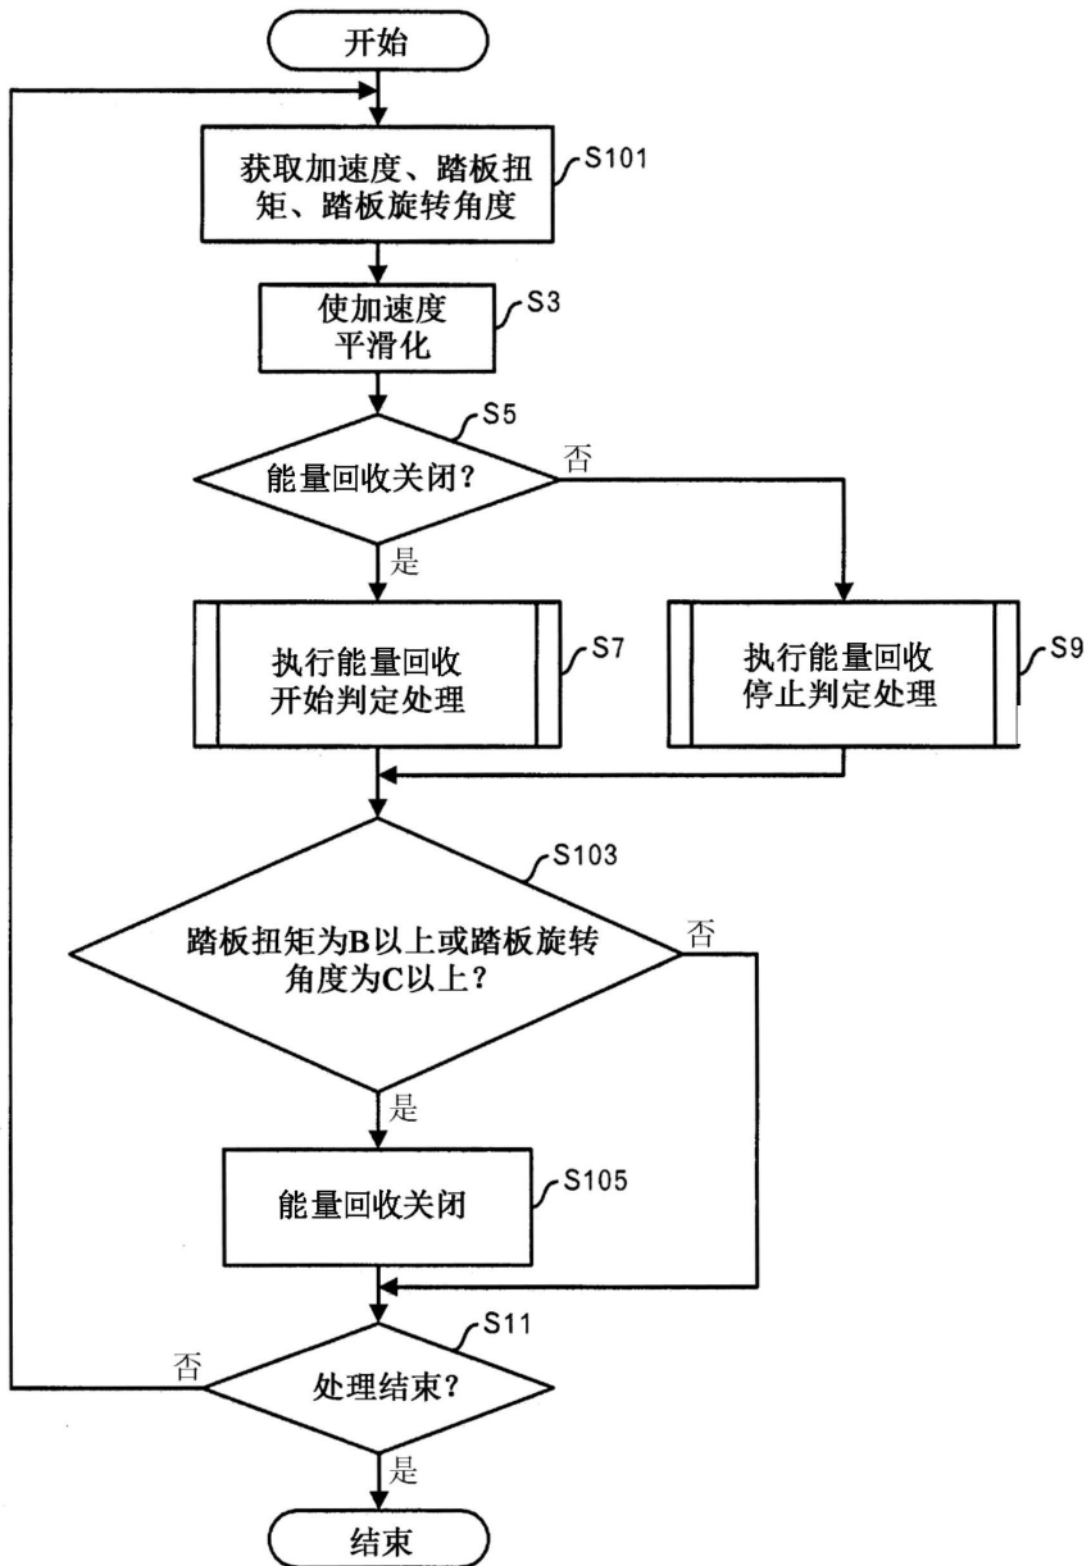 开始
获取加速度、踏板扭
矩、踏板旋转角度
S101
使加速度
平滑化
S3
S5
能量回收关闭？
否
是
执行能量回收
开始判定处理
S7
执行能量回收
停止判定处理
S9
S103
踏板扭矩为B以上或踏板旋转
角度为C以上？
否
是
能量回收关闭
S105
S11
处理结束？
否
是
结束